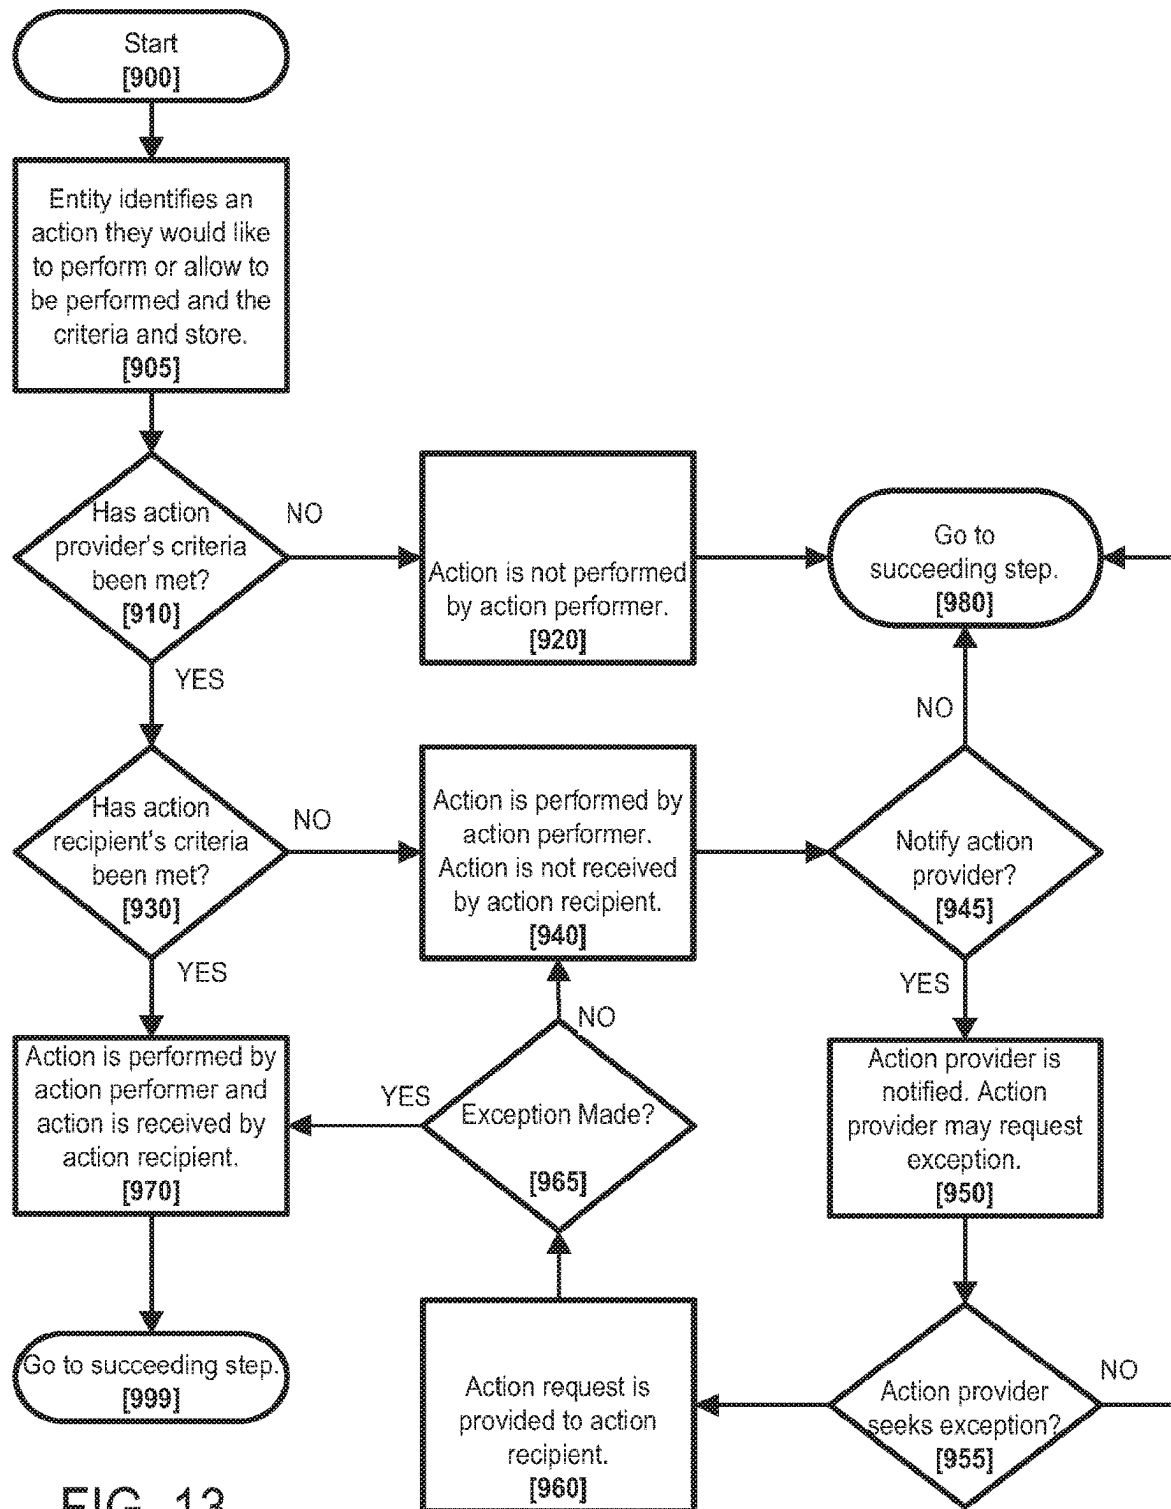 Start
[900]
Entity identifies an
action they would like
to perform or allow to
be performed and the
criteria and store.
[905]
Has action
provider's criteria
been met?
[910]
NO
YES
Action is not performed
by action performer.
[920]
Go to
succeeding step.
[980]
NO
Has action
recipient's criteria
been met?
[930]
NO
YES
Action is performed by
action performer.
Action is not received
by action recipient.
[940]
Notify action
provider?
[945]
YES
NO
Action is performed by
action performer and
action is received by
action recipient.
[970]
YES
Exception Made?
[965]
Action provider is
notified. Action
provider may request
exception.
[950]
Go to succeeding step.
[999]
Action request is
provided to action
recipient.
[960]
Action provider
seeks exception?
[955]
NO
FIG. 13